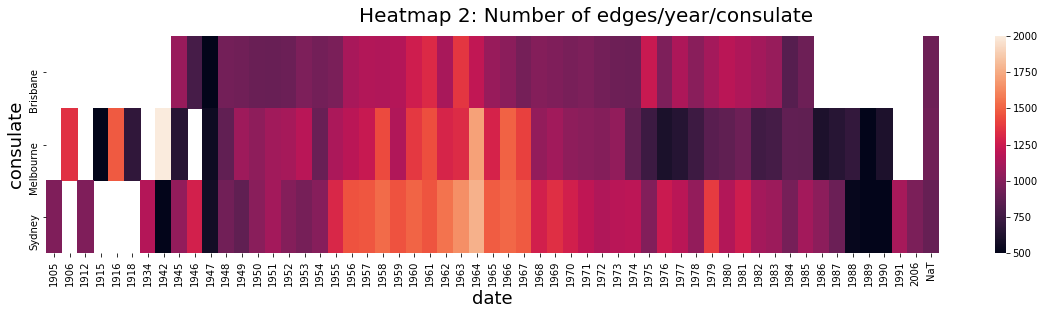 Heatmap 2: Number of edges/year/consulate
consulate
Brisbane
Melbourne
Sydney
2000
1750
1500
1250
1000
750
500
1905 1906 1912 1915 1916 1918 1934 1942 1945 1946 1947 1948 1949 1950 1951 1952 1953 1954 1955 1956 1957 1958 1959 1960 1961 1962 1963 1964 1965 1966 1967 1968 1969 1970 1971 1972 1973 1974 1975 1976 1977 1978 1979 1980 1981 1982 1983 1984 1985 1986 1987 1988 1989 1990 1991 2006 NaT
date